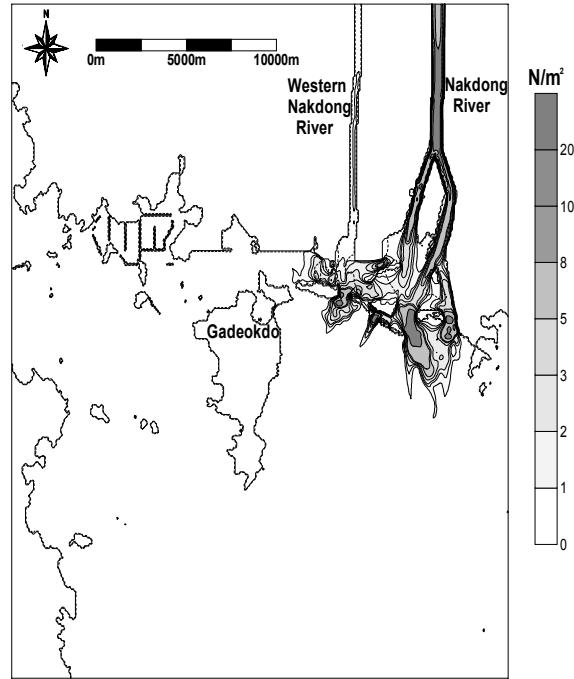 N
0m 5000m 10000m
Western
Nakdong
River
Nakdong
River
Gadeokdo
N/m²
20
10
8
5
3
2
1
0